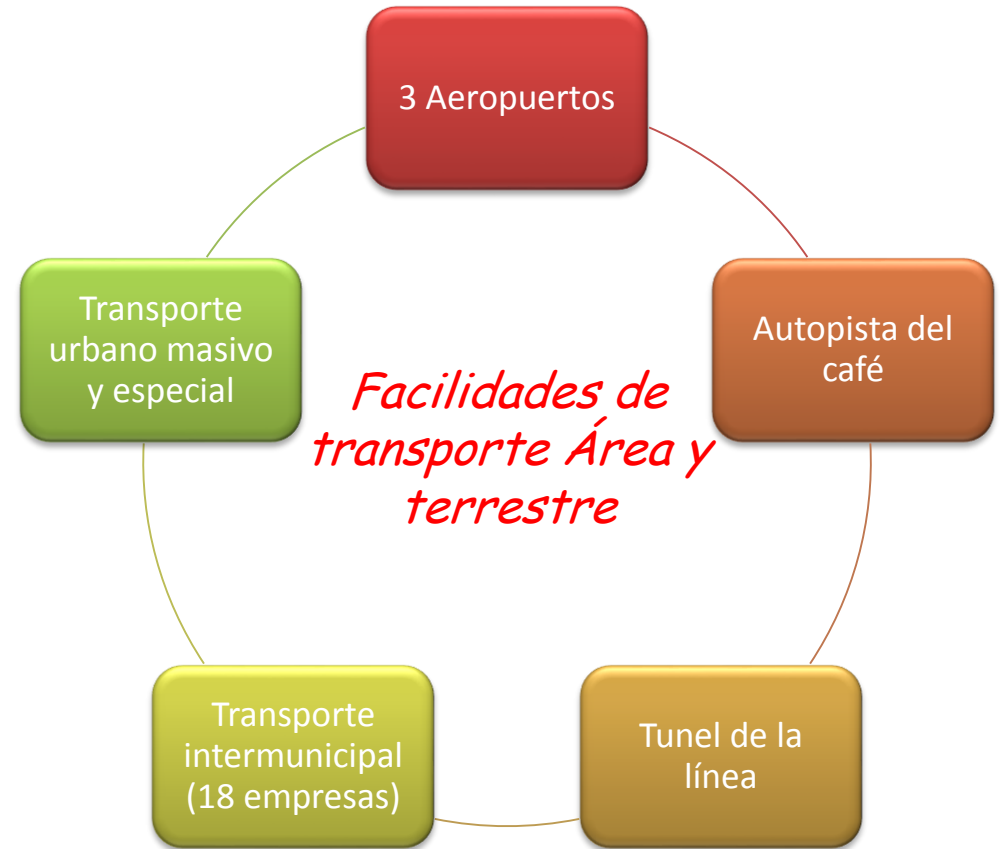 3 Aeropuertos
Autopista del
café
Tunel de la
línea
Transporte
intermunicipal
(18 empresas)
Transporte
urbano masivo
y especial
Facilidades de
transporte Área y
terrestre